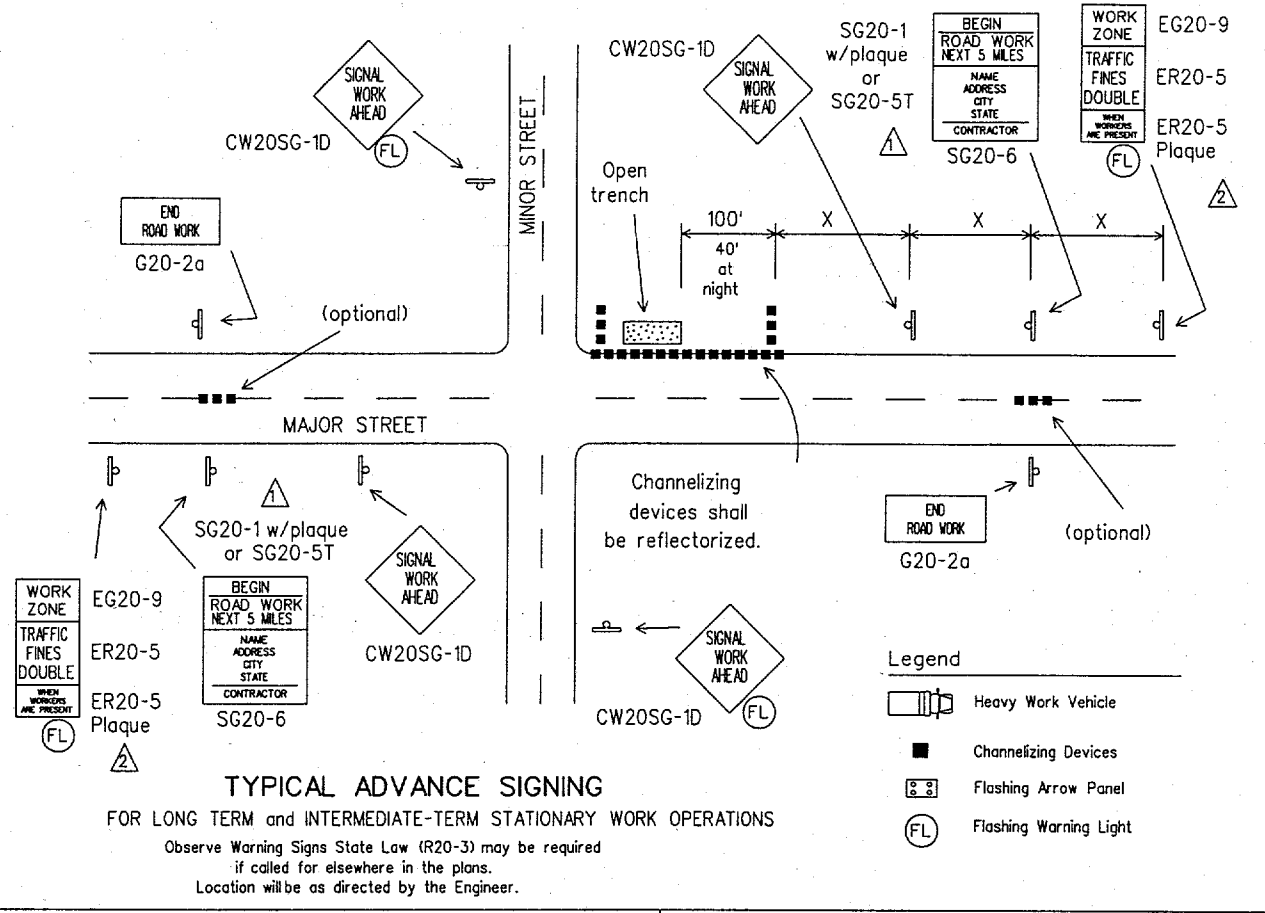 SIGNAL
WORK
AHEAD
FL
CW20SG-1D
END
ROAD WORK
G20-2a
(optional)
MINOR STREET
CW20SG-1D
SIGNAL
WORK
AHEAD
SG20-1
w/plaque
or
SG20-5T
1
BEGIN
ROAD WORK
NEXT 5 MILES
NAME
ADDRESS
CITY
STATE
CONTRACTOR
SG20-6
WORK
ZONE
TRAFFIC
FINES
DOUBLE
WHEN
WORKERS
ARE PRESENT
FL
EG20-9
ER20-5
ER20-5
Plaque
2
Open
trench
100'
40'
at
night
X
X
X
MAJOR STREET
1
SG20-1 w/plaque
or SG20-5T
WORK
ZONE
TRAFFIC
FINES
DOUBLE
WHEN
WORKERS
ARE PRESENT
FL
EG20-9
ER20-5
ER20-5
Plaque
2
BEGIN
ROAD WORK
NEXT 5 MILES
NAME
ADDRESS
CITY
STATE
CONTRACTOR
SG20-6
SIGNAL
WORK
AHEAD
CW20SG-1D
Channelizing
devices shall
be reflectorized.
END
ROAD WORK
G20-2a
(optional)
SIGNAL
WORK
AHEAD
CW20SG-1D
FL
Legend
Heavy Work Vehicle
Channelizing Devices
Flashing Arrow Panel
FL
Flashing Warning Light
TYPICAL ADVANCE SIGNING
FOR LONG TERM and INTERMEDIATE-TERM STATIONARY WORK OPERATIONS
Observe Warning Signs State Law (R20-3) may be required
if called for elsewhere in the plans.
Location will be as directed by the Engineer.